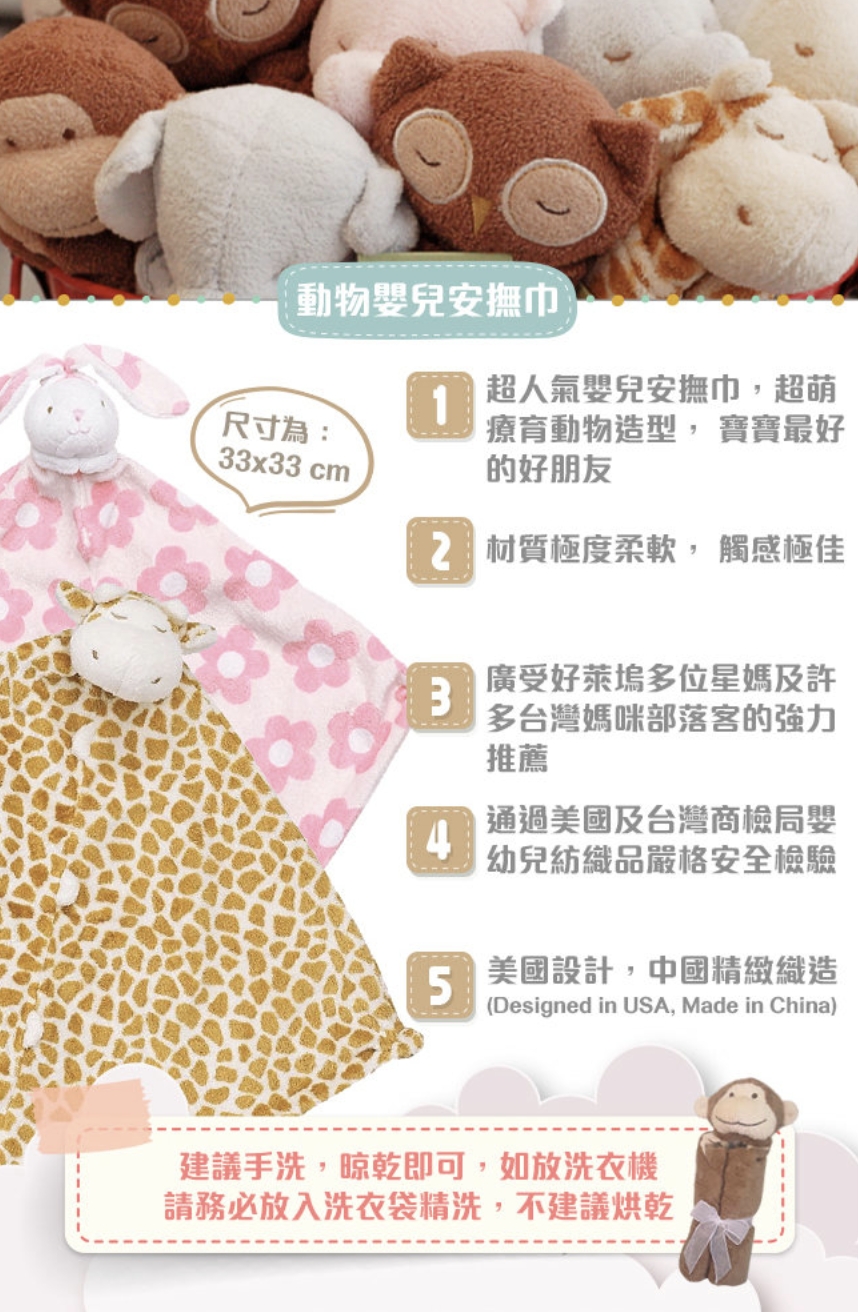 動物嬰兒安撫巾
尺寸為：
33x33 cm
1
超人氣嬰兒安撫巾，超萌
療育動物造型， 寶寶最好
的好朋友
2
材質極度柔軟， 觸感極佳
3
廣受好萊塢多位星媽及許
多台灣媽咪部落客的強力
推薦
4
通過美國及台灣商檢局嬰
幼兒紡織品嚴格安全檢驗
5
美國設計，中國精緻織造
(Designed in USA, Made in China)
建議手洗，晾乾即可，如放洗衣機
請務必放入洗衣袋精洗，不建議烘乾